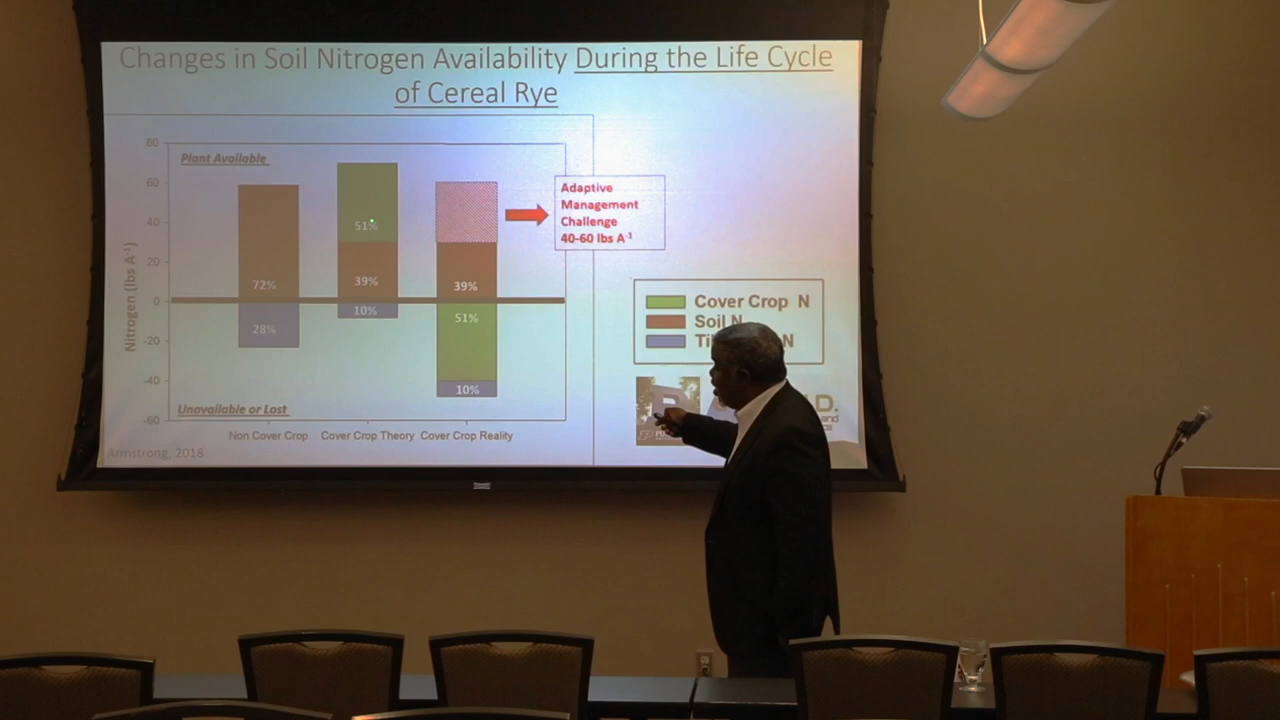 Changes in Soil Nitrogen Availability During the Life Cycle
of Cereal Rye
80
Plant Available
60
40
20
0
-20
-40
-60
Nitrogen (lbs A-1)
72%
28%
51%
39%
10%
39%
51%
10%
Adaptive
Management
Challenge
40-60 lbs A-1
Cover Crop N
Soil N
N
D.
and
Unavailable or Lost
Non Cover Crop
Cover Crop Theory
Cover Crop Reality
Armstrong, 2018